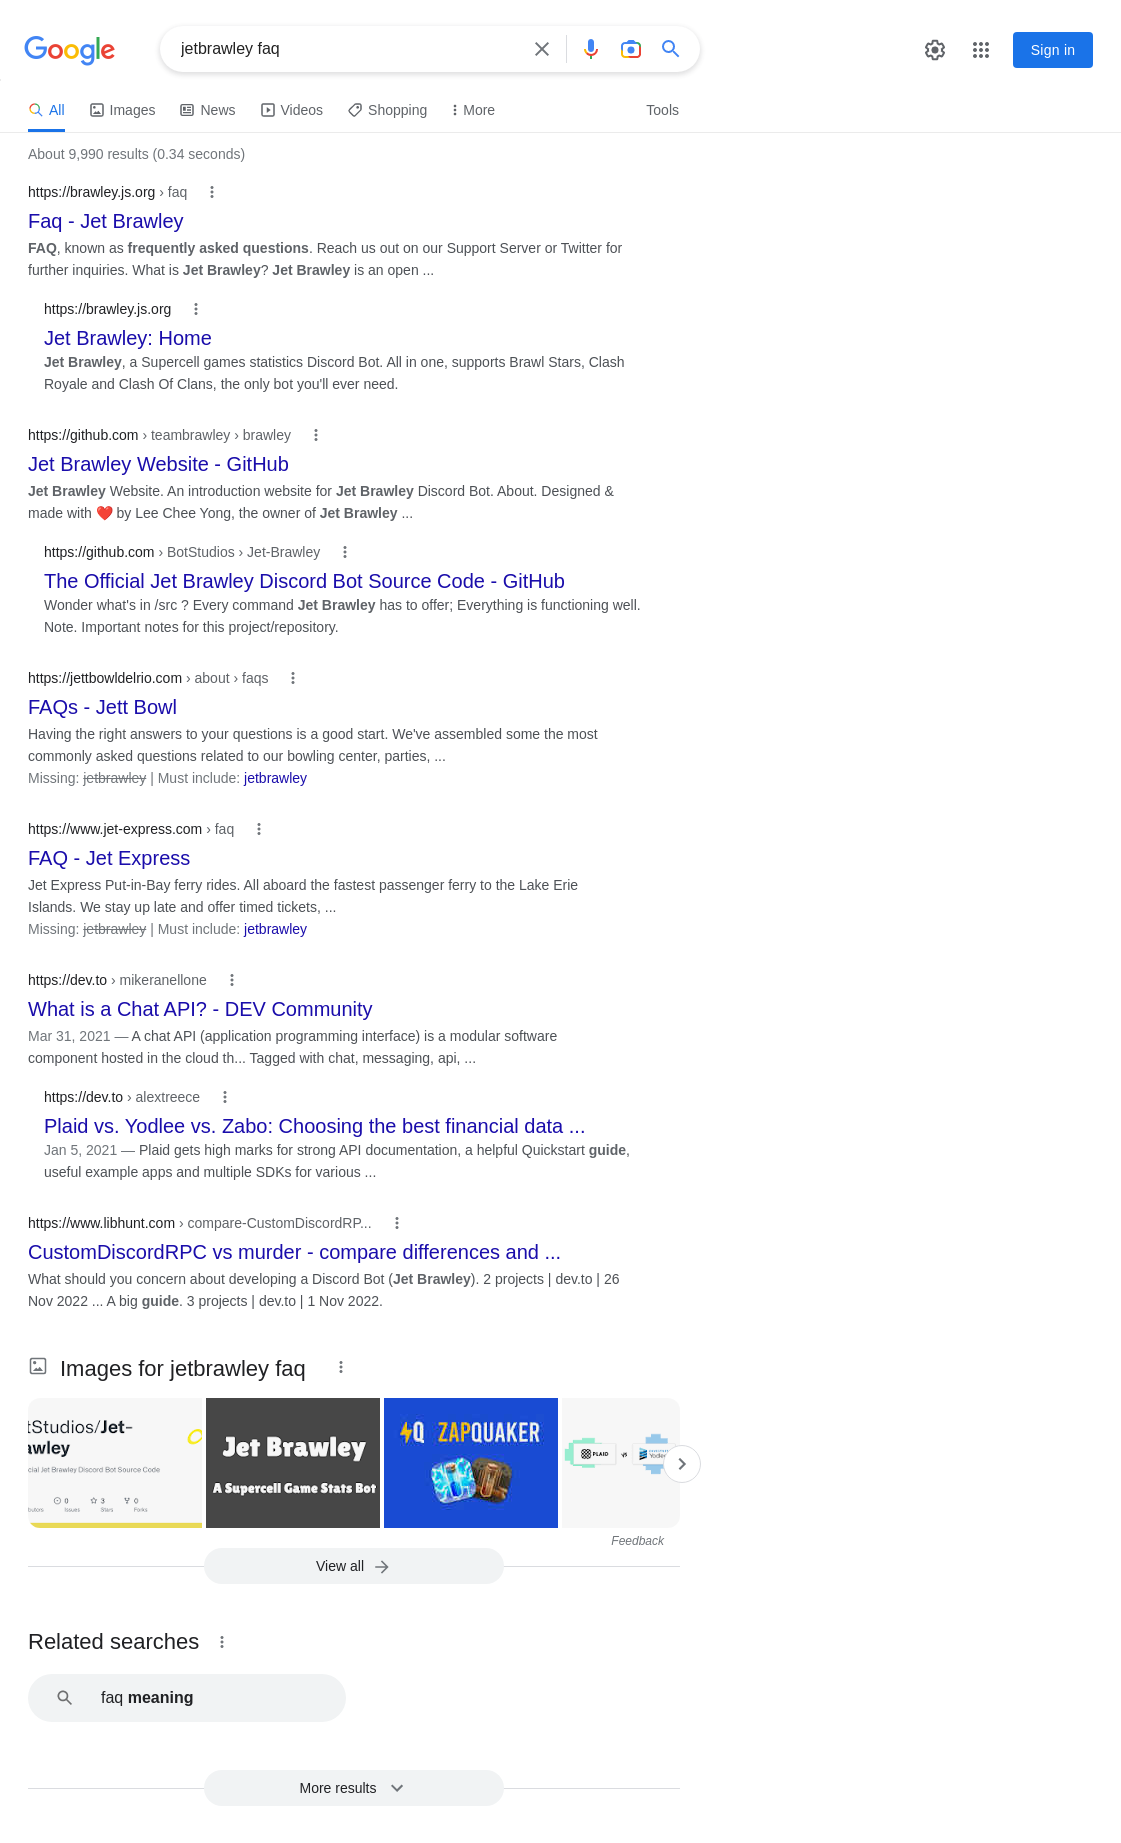 Google
jetbrawley faq
Sign in
All Images News Videos Shopping More Tools
About 9,990 results (0.34 seconds)
https://brawley.js.org › faq
Faq - Jet Brawley
FAQ, known as frequently asked questions. Reach us out on our Support Server or Twitter for
further inquiries. What is Jet Brawley? Jet Brawley is an open ...
https://brawley.js.org
Jet Brawley: Home
Jet Brawley, a Supercell games statistics Discord Bot. All in one, supports Brawl Stars, Clash
Royale and Clash Of Clans, the only bot you'll ever need.
https://github.com › teambrawley › brawley
Jet Brawley Website - GitHub
Jet Brawley Website. An introduction website for Jet Brawley Discord Bot. About. Designed &
made with ❤️ by Lee Chee Yong, the owner of Jet Brawley ...
https://github.com › BotStudios › Jet-Brawley
The Official Jet Brawley Discord Bot Source Code - GitHub
Wonder what's in /src ? Every command Jet Brawley has to offer; Everything is functioning well.
Note. Important notes for this project/repository.
https://jettbowldelrio.com › about › faqs
FAQs - Jett Bowl
Having the right answers to your questions is a good start. We've assembled some the most
commonly asked questions related to our bowling center, parties, ...
Missing: jetbrawley | Must include: jetbrawley
https://www.jet-express.com › faq
FAQ - Jet Express
Jet Express Put-in-Bay ferry rides. All aboard the fastest passenger ferry to the Lake Erie
Islands. We stay up late and offer timed tickets, ...
Missing: jetbrawley | Must include: jetbrawley
https://dev.to › mikeranellone
What is a Chat API? - DEV Community
Mar 31, 2021 — A chat API (application programming interface) is a modular software
component hosted in the cloud th... Tagged with chat, messaging, api, ...
https://dev.to › alextreece
Plaid vs. Yodlee vs. Zabo: Choosing the best financial data ...
Jan 5, 2021 — Plaid gets high marks for strong API documentation, a helpful Quickstart guide,
useful example apps and multiple SDKs for various ...
https://www.libhunt.com › compare-CustomDiscordRP...
CustomDiscordRPC vs murder - compare differences and ...
What should you concern about developing a Discord Bot (Jet Brawley). 2 projects | dev.to | 26
Nov 2022 ... A big guide. 3 projects | dev.to | 1 Nov 2022.
Images for jetbrawley faq
tStudios/Jet-
awley
cial Jet Brawley Discord Bot Source Code
0 3 0
butors Issues Stars Forks
Jet Brawley
A Supercell Game Stats Bot
Q ZAPQUAKER
PLAID vs Yodlee
Feedback
View all
Related searches
faq meaning
More results